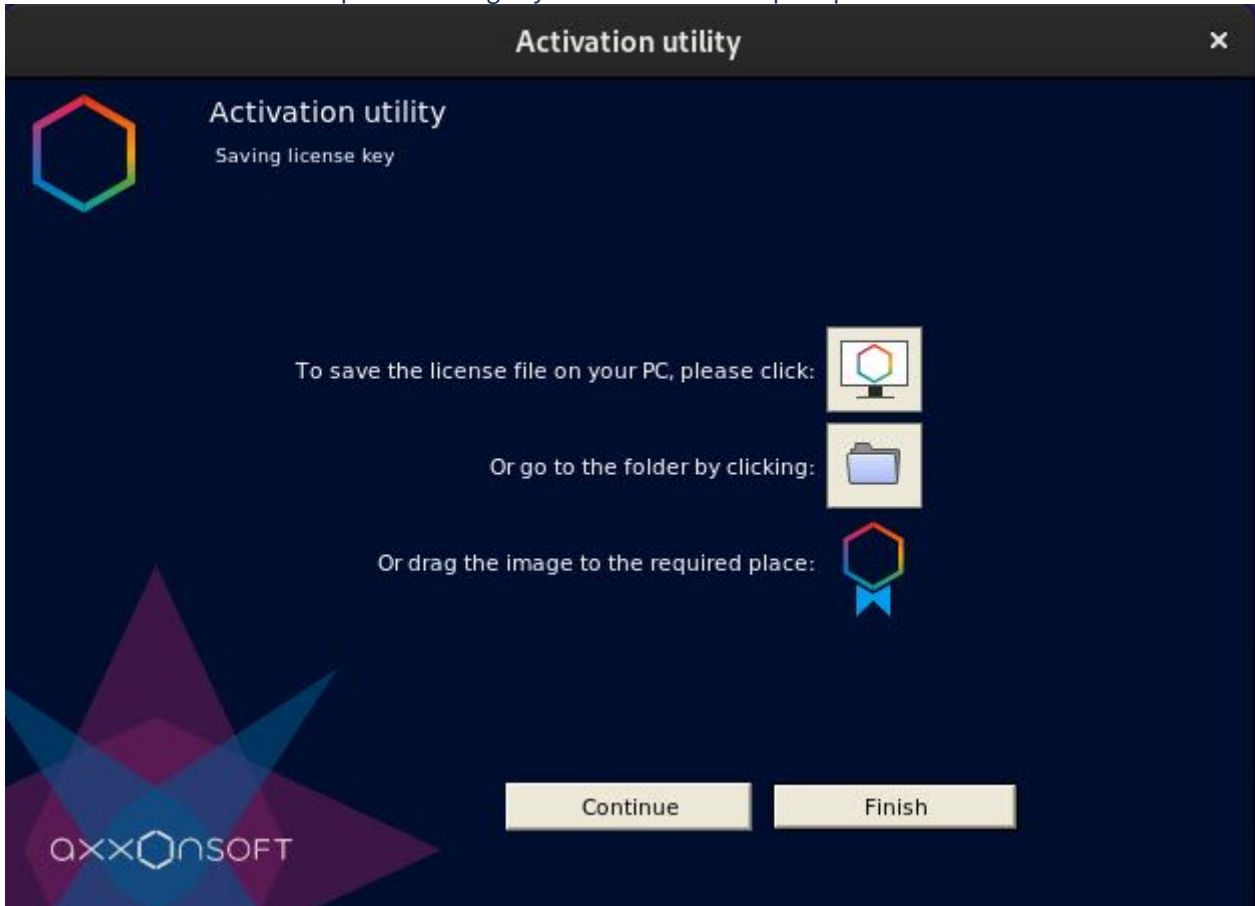 Activation utility
Activation utility
Saving license key
To save the license file on your PC, please click:
Or go to the folder by clicking:
Or drag the image to the required place:
Continue
Finish
axxonsoft